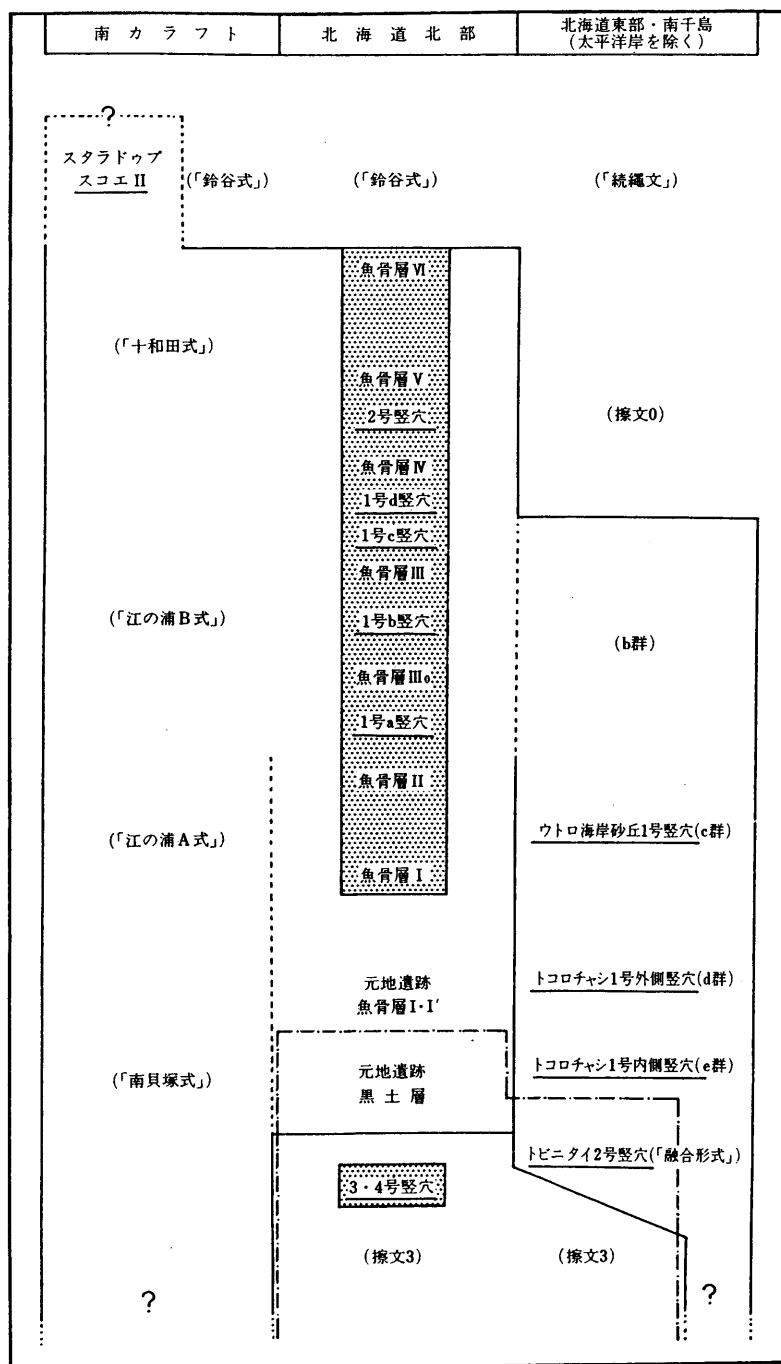 南カラフト
北海道北部
北海道東部・南千島
(太平洋岸を除く)
?
スタラドゥブ
スコエⅡ
(「鈴谷式」)
(「鈴谷式」)
(「続縄文」)
魚骨層Ⅵ
(「十和田式」)
魚骨層Ⅴ
2号竪穴
(擦文0)
魚骨層Ⅳ
1号d竪穴
1号c竪穴
魚骨層Ⅲ
(「江の浦B式」)
1号b竪穴
(b群)
魚骨層Ⅲ₀
1号a竪穴
魚骨層Ⅱ
(「江の浦A式」)
ウトロ海岸砂丘1号竪穴(c群)
魚骨層Ⅰ
元地遺跡
魚骨層Ⅰ・Ⅰ′
トコロチャシ1号外側竪穴(d群)
(「南貝塚式」)
元地遺跡
黒土層
トコロチャシ1号内側竪穴(e群)
トビニタイ2号竪穴(「融合形式」)
3・4号竪穴
(擦文3)
(擦文3)
?
?